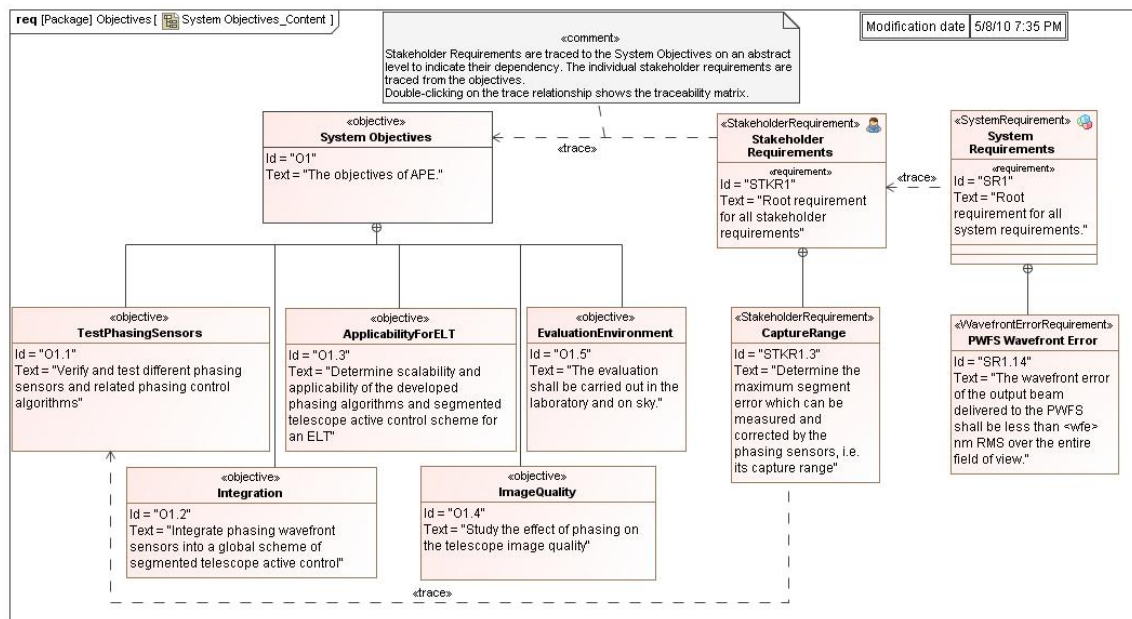 req [Package] Objectives [ System Objectives_Content ]
Modification date 5/8/10 7:35 PM
«comment»
Stakeholder Requirements are traced to the System Objectives on an abstract
level to indicate their dependency. The individual stakeholder requirements are
traced from the objectives.
Double-clicking on the trace relationship shows the traceability matrix.
«objective»
System Objectives
Id = "O1"
Text = "The objectives of APE."
«trace»
«StakeholderRequirement»
Stakeholder
Requirements
«requirement»
Id = "STKR1"
Text = "Root requirement
for all stakeholder
requirements"
«trace»
«SystemRequirement»
System
Requirements
«requirement»
Id = "SR1"
Text = "Root
requirement for all
system requirements."
«objective»
TestPhasingSensors
Id = "O1.1"
Text = "Verify and test different phasing
sensors and related phasing control
algorithms"
«objective»
ApplicabilityForELT
Id = "O1.3"
Text = "Determine scalability and
applicability of the developed
phasing algorithms and segmented
telescope active control scheme for
an ELT"
«objective»
EvaluationEnvironment
Id = "O1.5"
Text = "The evaluation
shall be carried out in the
laboratory and on sky."
«StakeholderRequirement»
CaptureRange
Id = "STKR1.3"
Text = "Determine the
maximum segment
error which can be
measured and
corrected by the
phasing sensors, i.e.
its capture range"
«WavefrontErrorRequirement»
PWFS Wavefront Error
Id = "SR1.14"
Text = "The wavefront error
of the output beam
delivered to the PWFS
shall be less than <wfe>
nm RMS over the entire
field of view."
«objective»
Integration
Id = "O1.2"
Text = "Integrate phasing wavefront
sensors into a global scheme of
segmented telescope active control"
«objective»
ImageQuality
Id = "O1.4"
Text = "Study the effect of phasing on
the telescope image quality"
«trace»